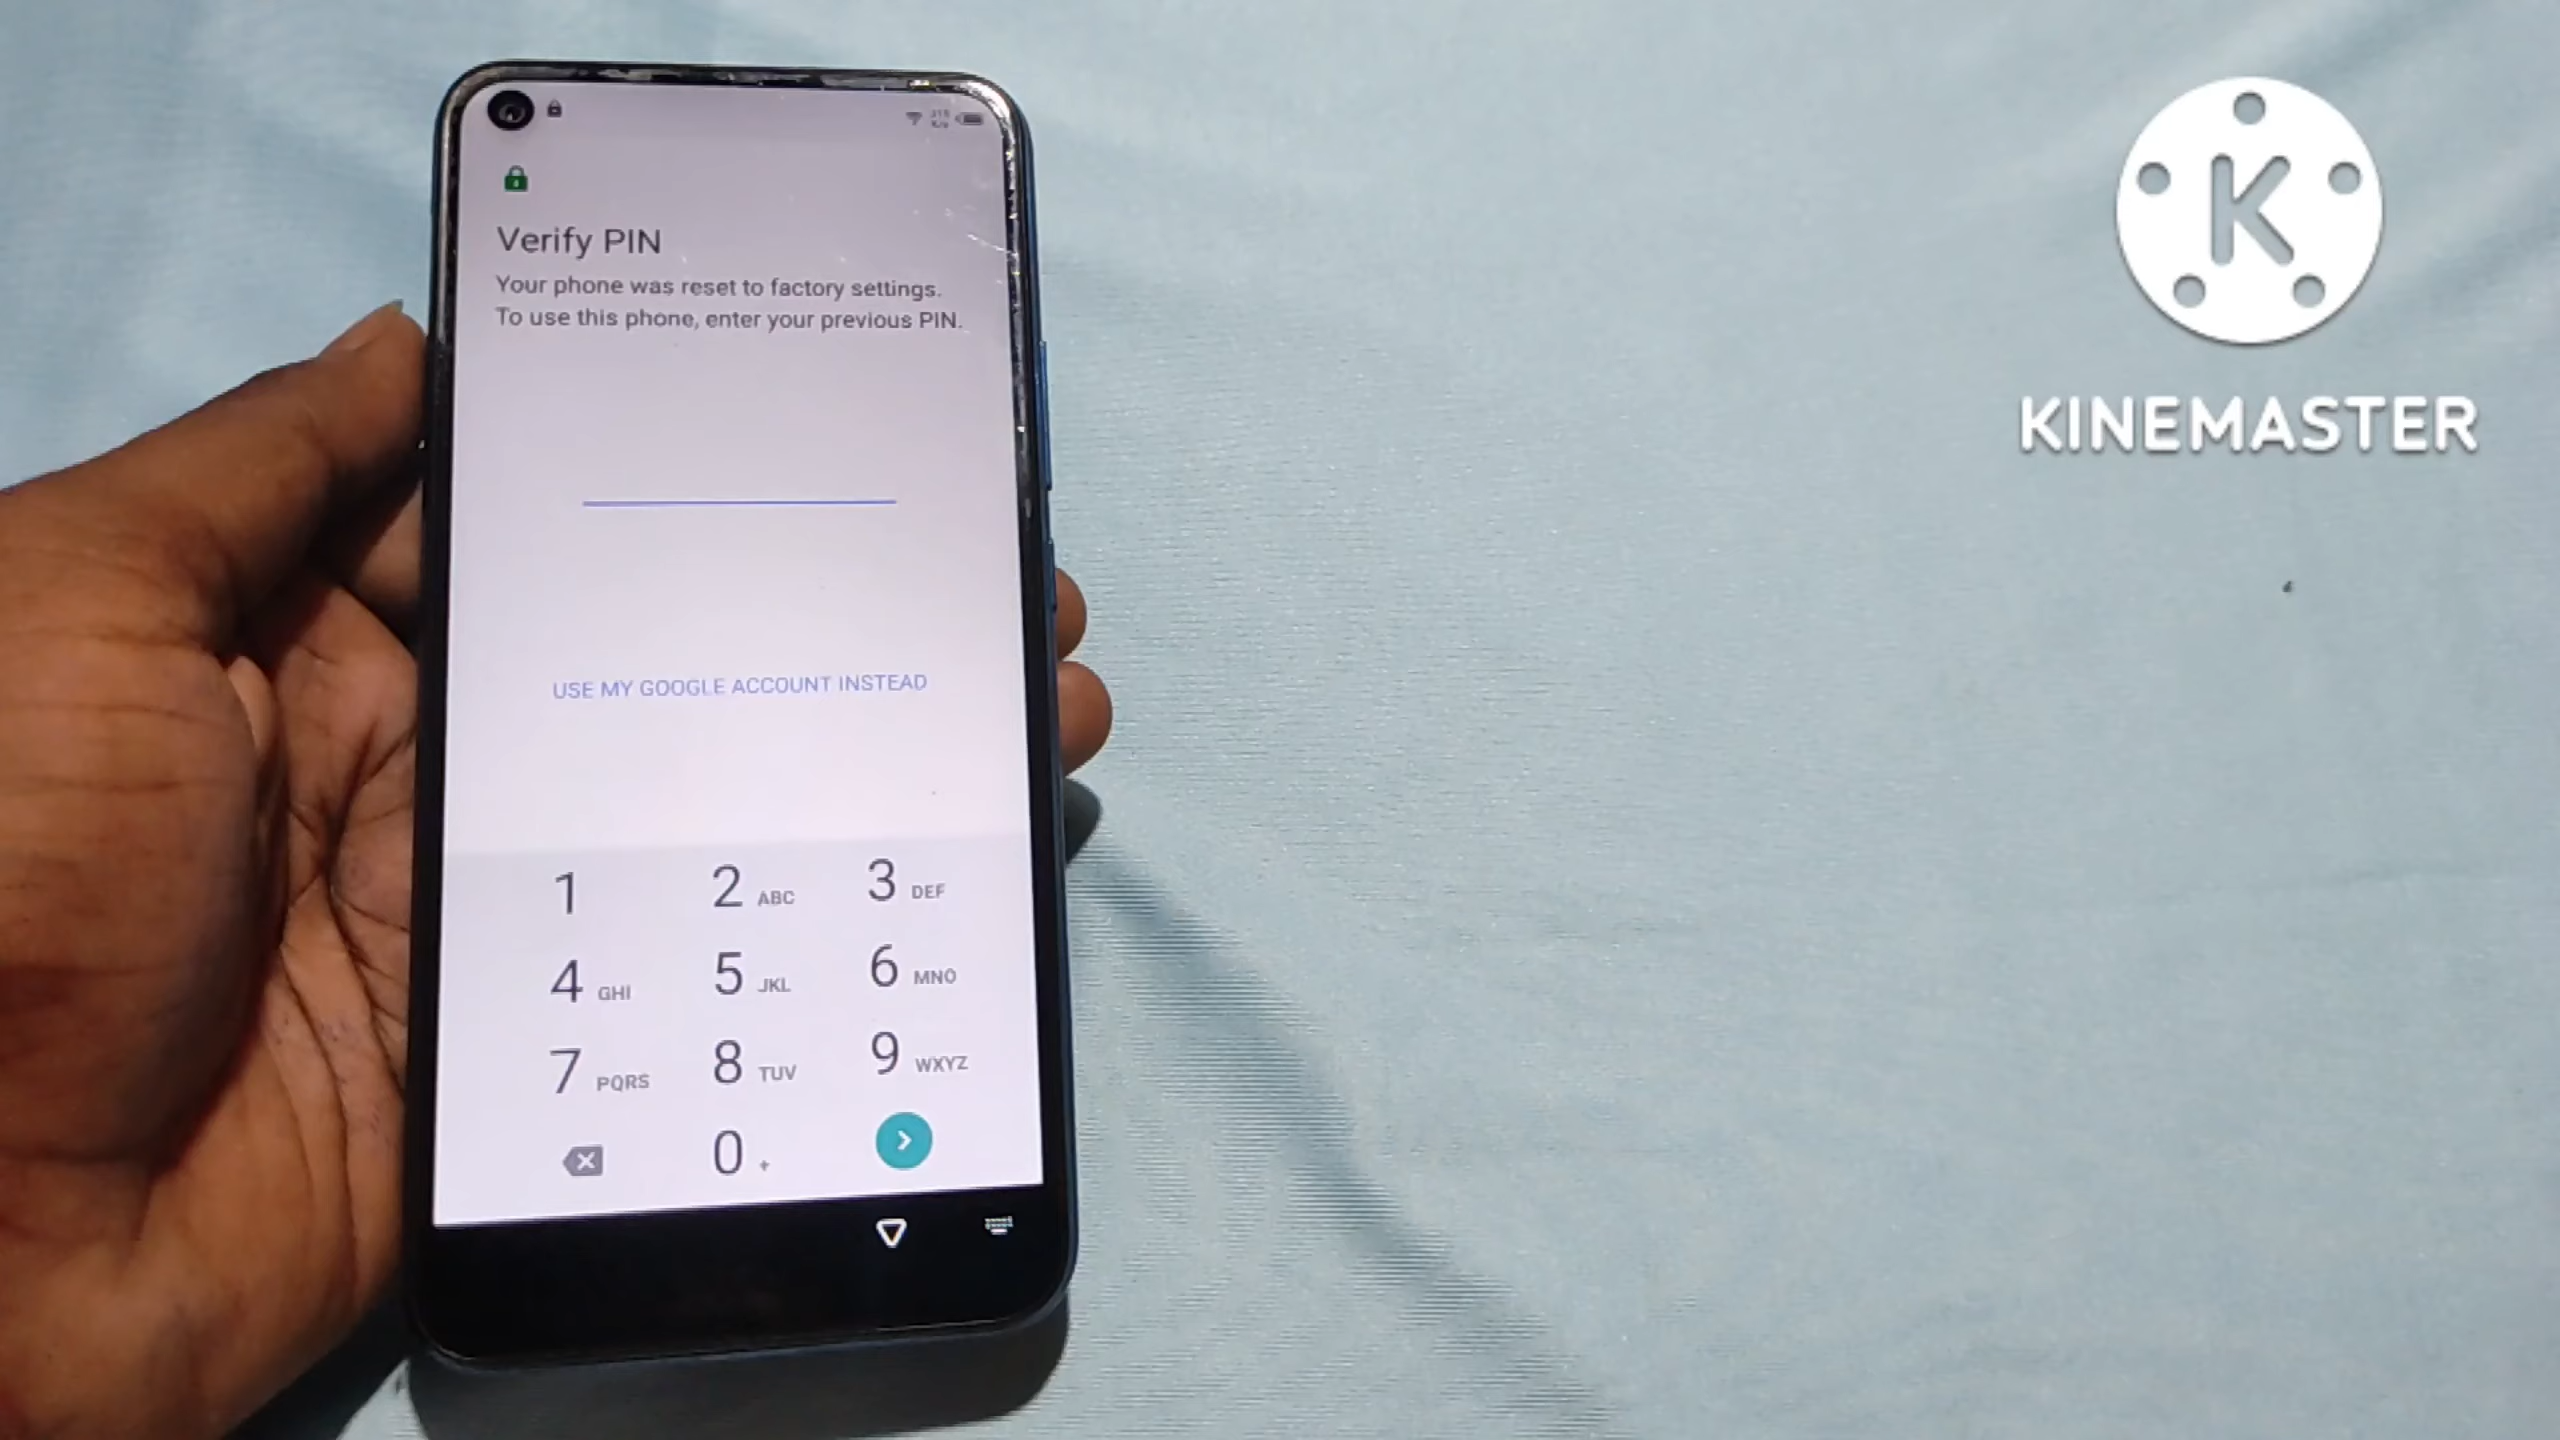 Verify PIN
Your phone was reset to factory settings.
To use this phone, enter your previous PIN.
USE MY GOOGLE ACCOUNT INSTEAD
1
2 ABC
3 DEF
4 GHI
5 JKL
6 MNO
7 PQRS
8 TUV
9 WXYZ
0 +
K
KINEMASTER